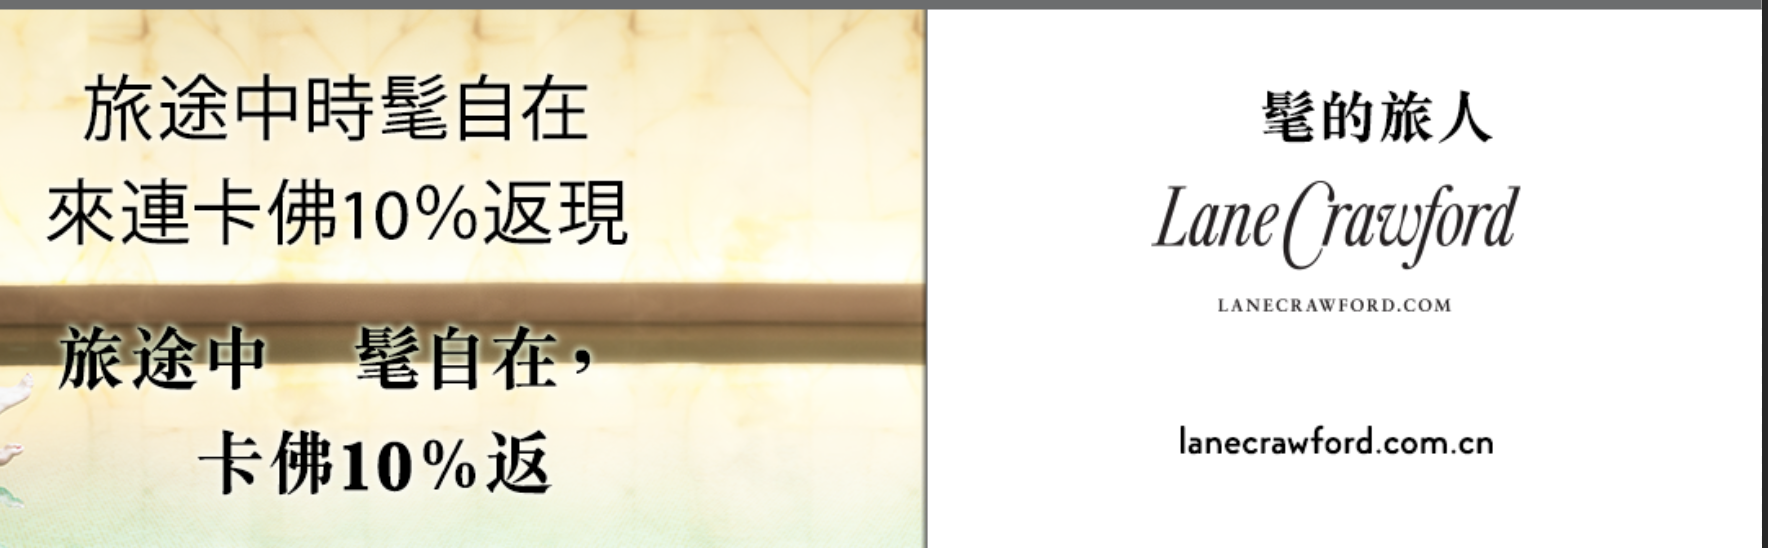 旅途中時髦自在
來連卡佛10%返現
旅途中 髦自在，
卡佛10%返
髦的旅人
Lane Crawford
LANECRAWFORD.COM
lanecrawford.com.cn